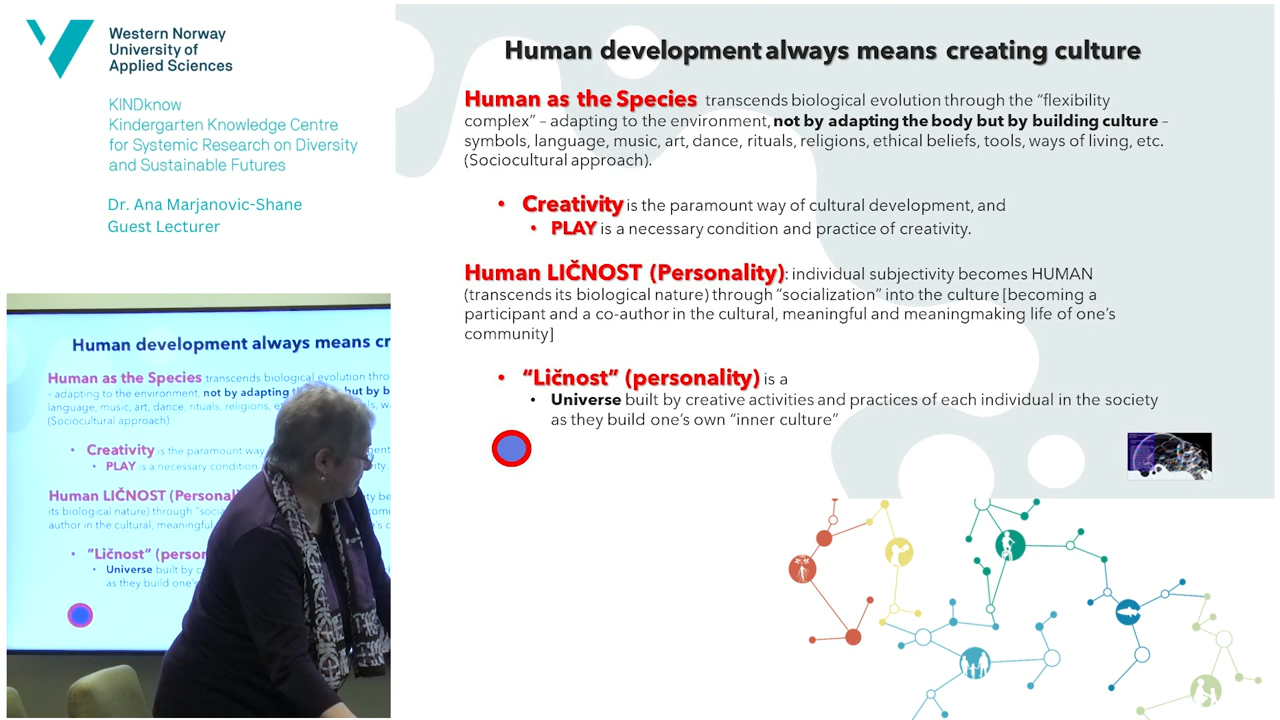 Western Norway
University of
Applied Sciences
KINDknow
Kindergarten Knowledge Centre
for Systemic Research on Diversity
and Sustainable Futures
Dr. Ana Marjanovic-Shane
Guest Lecturer
Human development always means creating culture
Human as the Species transcends biological evolution through the “flexibility
complex” – adapting to the environment, not by adapting the body but by building culture –
symbols, language, music, art, dance, rituals, religions, ethical beliefs, tools, ways of living, etc.
(Sociocultural approach).
• Creativity is the paramount way of cultural development, and
• PLAY is a necessary condition and practice of creativity.
Human LIČNOST (Personality): individual subjectivity becomes HUMAN
(transcends its biological nature) through “socialization” into the culture [becoming a
participant and a co-author in the cultural, meaningful and meaningmaking life of one’s
community]
• “Ličnost” (personality) is a
• Universe built by creative activities and practices of each individual in the society
as they build one’s own “inner culture”
Human development always means cr
Human as the Species transcends biological evolution thro
- adapting to the environment, not by adapting but by b
language, music, art, dance, rituals, religions,
(Sociocultural approach).
• Creativity is the paramount way
• PLAY is a necessary condition
Human LIČNOST (Personali
its biological nature) through “soci
author in the cultural, meaningful
• “Ličnost” (person
• Universe built by c
as they build one’s